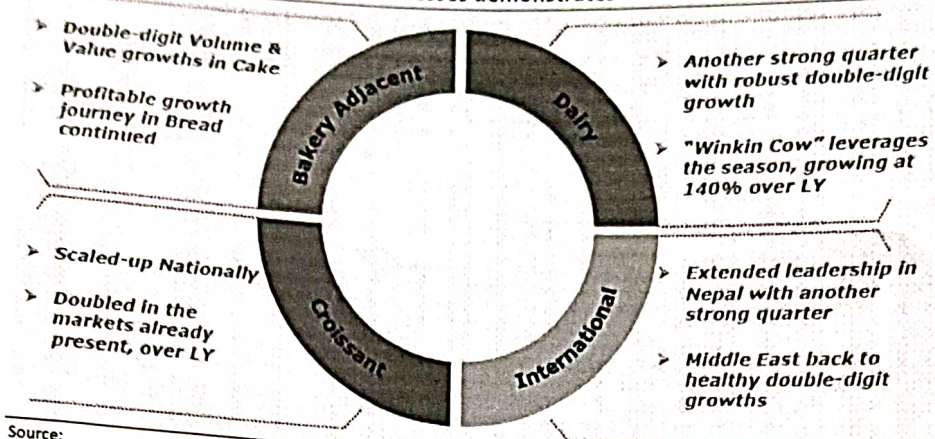 ➤ Double-digit Volume &
Value growths in Cake
➤ Profitable growth
journey in Bread
continued
Bakery Adjacent
Dairy
➤ Another strong quarter
with robust double-digit
growth
➤ "Winkin Cow" leverages
the season, growing at
140% over LY
➤ Scaled-up Nationally
➤ Doubled in the
markets already
present, over LY
Croissant
International
➤ Extended leadership in
Nepal with another
strong quarter
➤ Middle East back to
healthy double-digit
growths
Source: